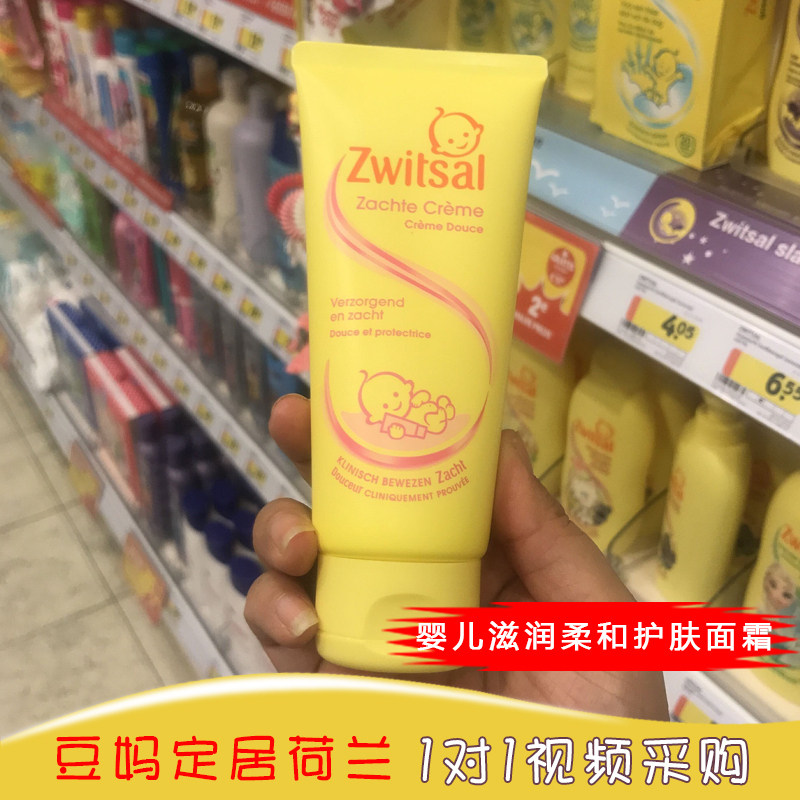 Zwitsal
Zachte Crème
Crème Douce
Verzorgend
en zacht
Douce et protectrice
KLINISCH BEWEZEN Zacht
Douceur CLINIQUEMENT PROUVÉE
Zwitsal sla
2e
4.05
6.55
Zwitsal
婴儿滋润柔和护肤面霜
豆妈定居荷兰 1对1视频采购